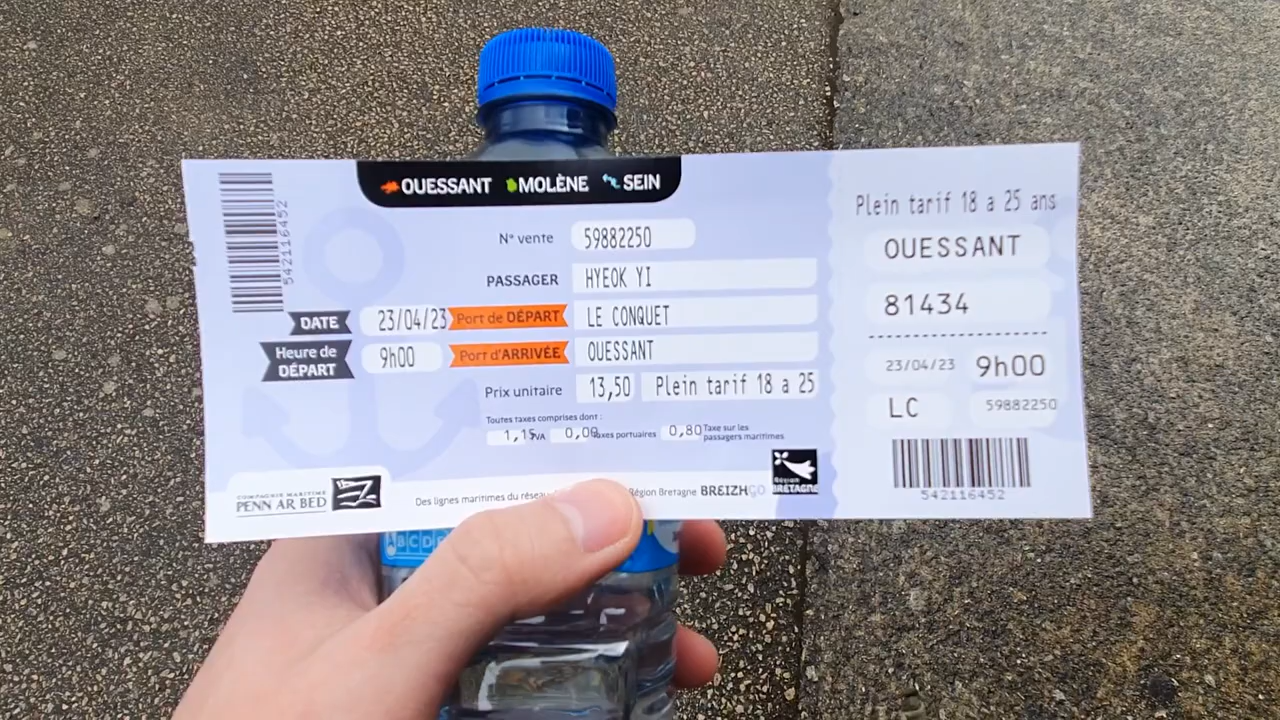 OUESSANT MOLÈNE SEIN
542116452
N° vente 59882250
PASSAGER HYEOK YI
DATE 23/04/23 Port de DÉPART LE CONQUET
Heure de DÉPART 9h00 Port d'ARRIVÉE OUESSANT
Prix unitaire 13,50 Plein tarif 18 a 25
Toutes taxes comprises dont :
1,15 TVA 0,00 Taxes portuaires 0,80 Taxe sur les passagers maritimes
COMPAGNIE MARITIME
PENN AR BED
Des lignes maritimes du réseau Région Bretagne BREIZHGO
Région
BRETAGNE
Plein tarif 18 a 25 ans
OUESSANT
81434
23/04/23 9h00
LC 59882250
542116452
ABCDE